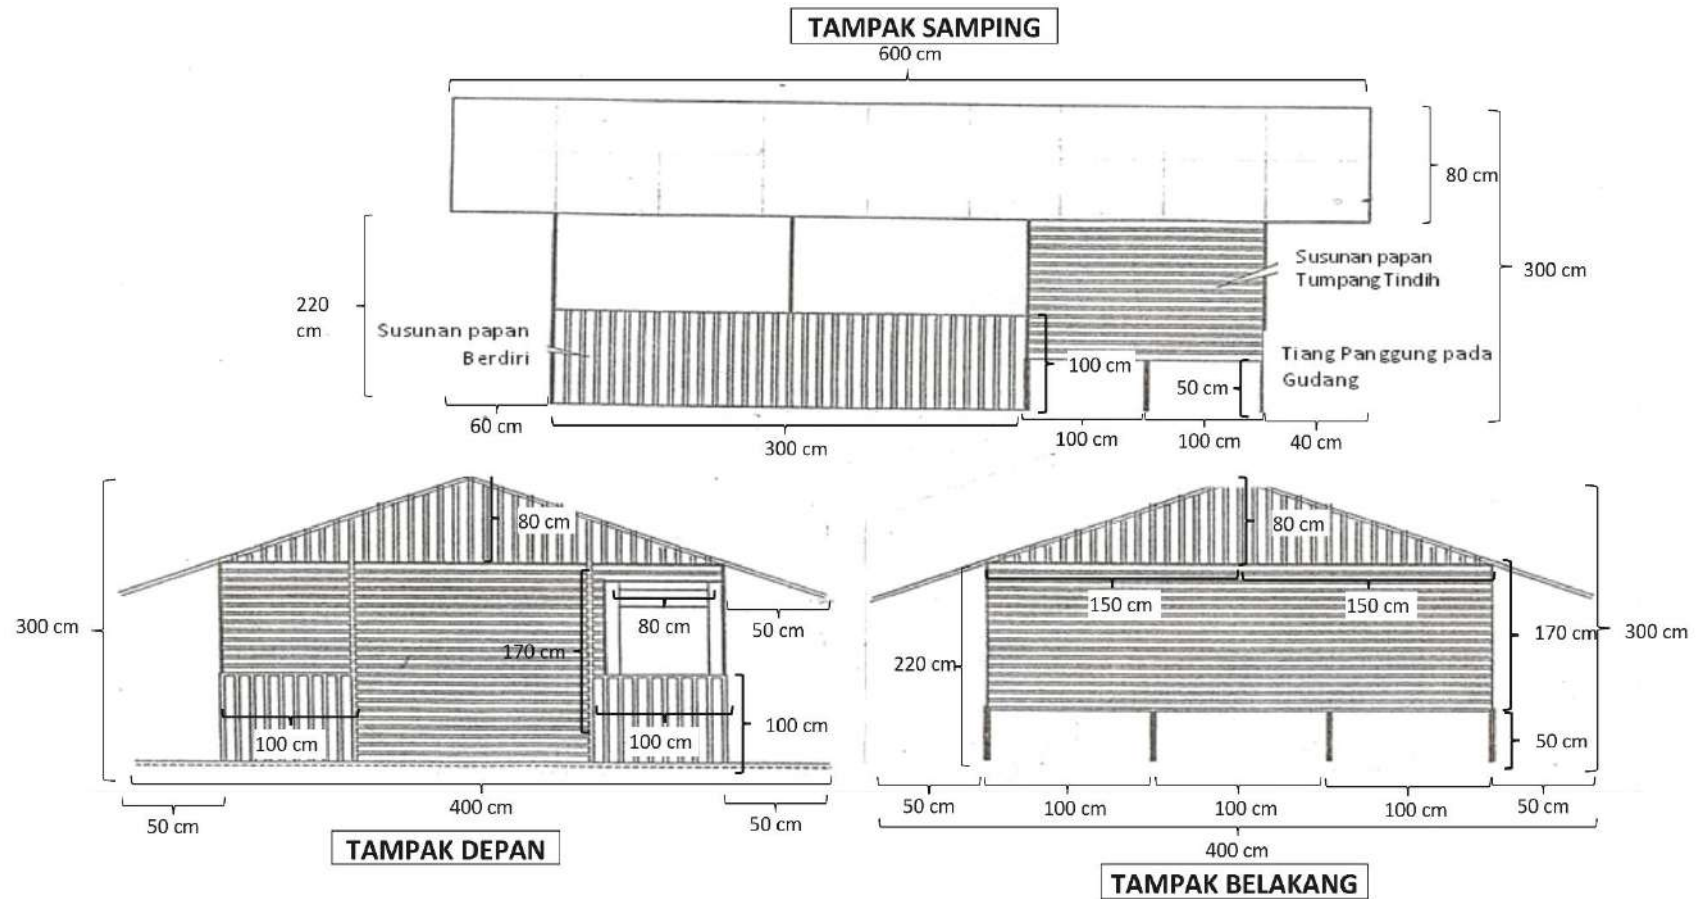 TAMPAK SAMPING
600 cm
80 cm
300 cm
220
cm
Susunan papan
Berdiri
Susunan papan
Tumpang Tindih
100 cm
50 cm
Tiang Panggung pada
Gudang
60 cm
300 cm
100 cm
100 cm
40 cm
300 cm
80 cm
80 cm
50 cm
170 cm
100 cm
100 cm
100 cm
50 cm
400 cm
50 cm
TAMPAK DEPAN
80 cm
150 cm
150 cm
170 cm
300 cm
220 cm
50 cm
50 cm
100 cm
100 cm
100 cm
50 cm
400 cm
TAMPAK BELAKANG